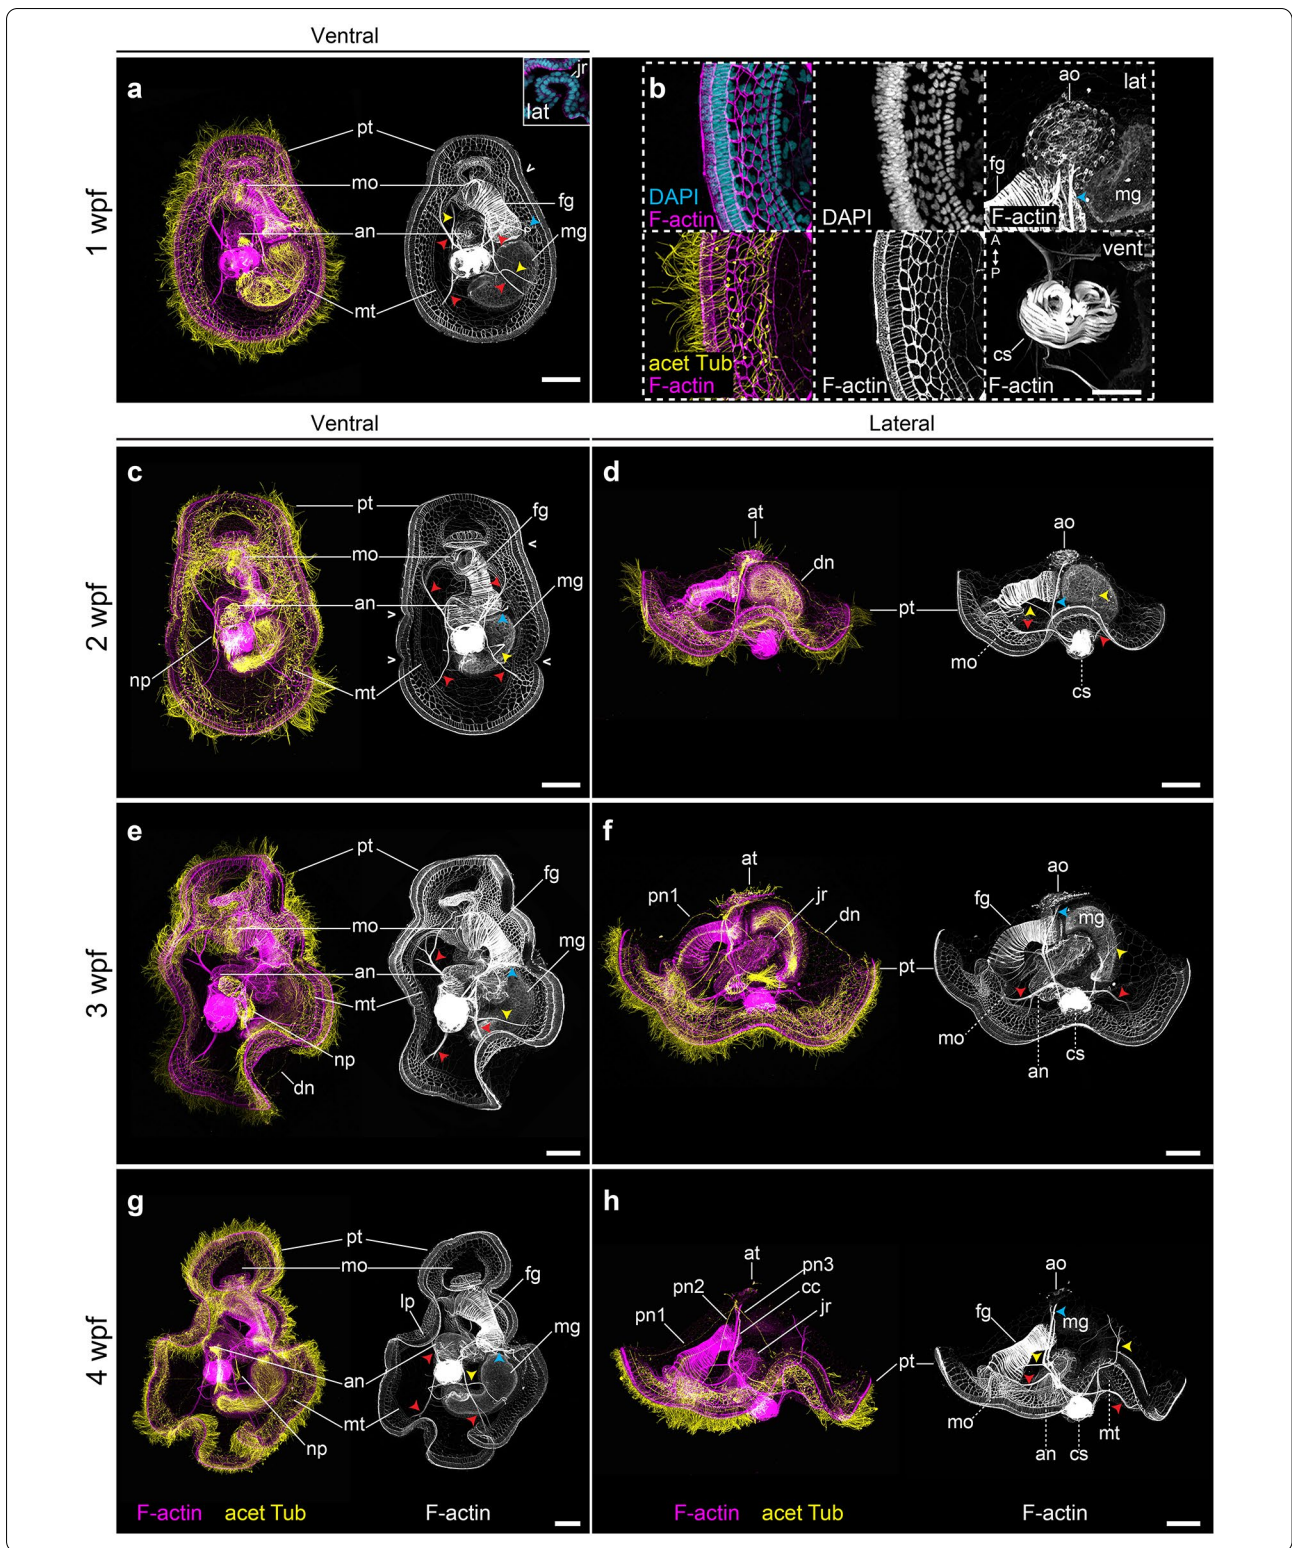 Ventral
1 wpf
a
jr
lat
pt
mo
fg
an
mg
mt
b
DAPI
F-actin
DAPI
ao
lat
fg
mg
F-actin
acet Tub
F-actin
F-actin
A
P
vent
cs
F-actin
Ventral
Lateral
2 wpf
c
pt
fg
mo
mg
an
np
mt
d
at
ao
dn
pt
mo
cs
3 wpf
e
pt
fg
mo
mg
an
mt
np
dn
f
at
ao
pn1
jr
dn
fg
mg
pt
mo
an
cs
4 wpf
g
pt
mo
fg
lp
mg
an
mt
np
F-actin
acet Tub
F-actin
h
at
pn3
ao
pn2
cc
pn1
jr
fg
mg
pt
mo
mt
an
cs
F-actin
acet Tub
F-actin